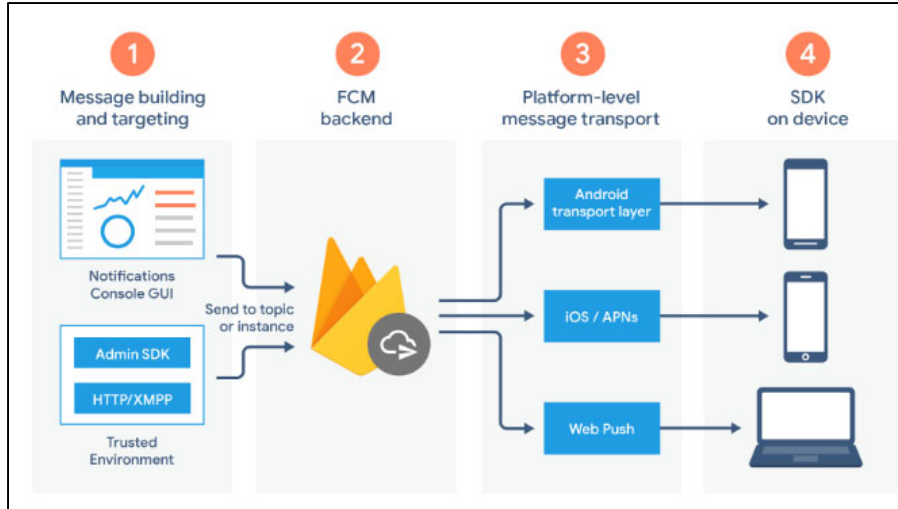 1
Message building
and targeting
2
FCM
backend
3
Platform-level
message transport
4
SDK
on device
Notifications
Console GUI
Send to topic
or instance
Admin SDK
HTTP/XMPP
Trusted
Environment
Android
transport layer
iOS / APNs
Web Push